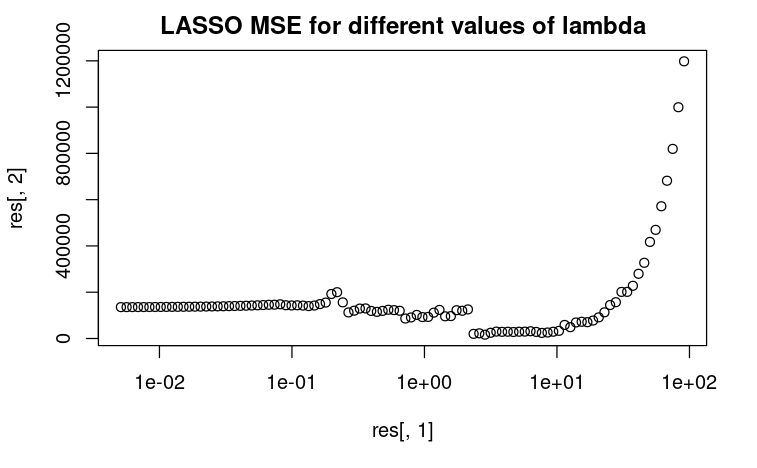 LASSO MSE for different values of lambda
1200000
800000
400000
0
res[, 2]
1e-02 1e-01 1e+00 1e+01 1e+02
res[, 1]